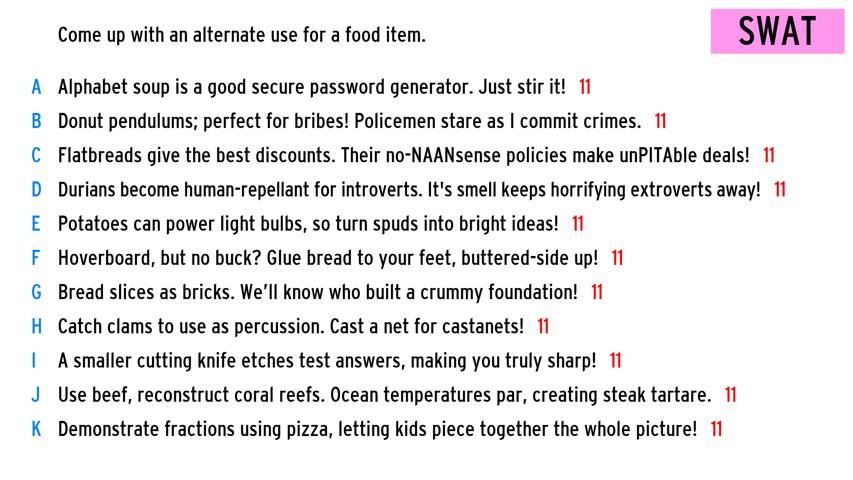 Come up with an alternate use for a food item.
SWAT
A Alphabet soup is a good secure password generator. Just stir it! 11
B Donut pendulums; perfect for bribes! Policemen stare as I commit crimes. 11
C Flatbreads give the best discounts. Their no-NAANsense policies make unPITAble deals! 11
D Durians become human-repellant for introverts. It's smell keeps horrifying extroverts away! 11
E Potatoes can power light bulbs, so turn spuds into bright ideas! 11
F Hoverboard, but no buck? Glue bread to your feet, buttered-side up! 11
G Bread slices as bricks. We’ll know who built a crummy foundation! 11
H Catch clams to use as percussion. Cast a net for castanets! 11
I A smaller cutting knife etches test answers, making you truly sharp! 11
J Use beef, reconstruct coral reefs. Ocean temperatures par, creating steak tartare. 11
K Demonstrate fractions using pizza, letting kids piece together the whole picture! 11